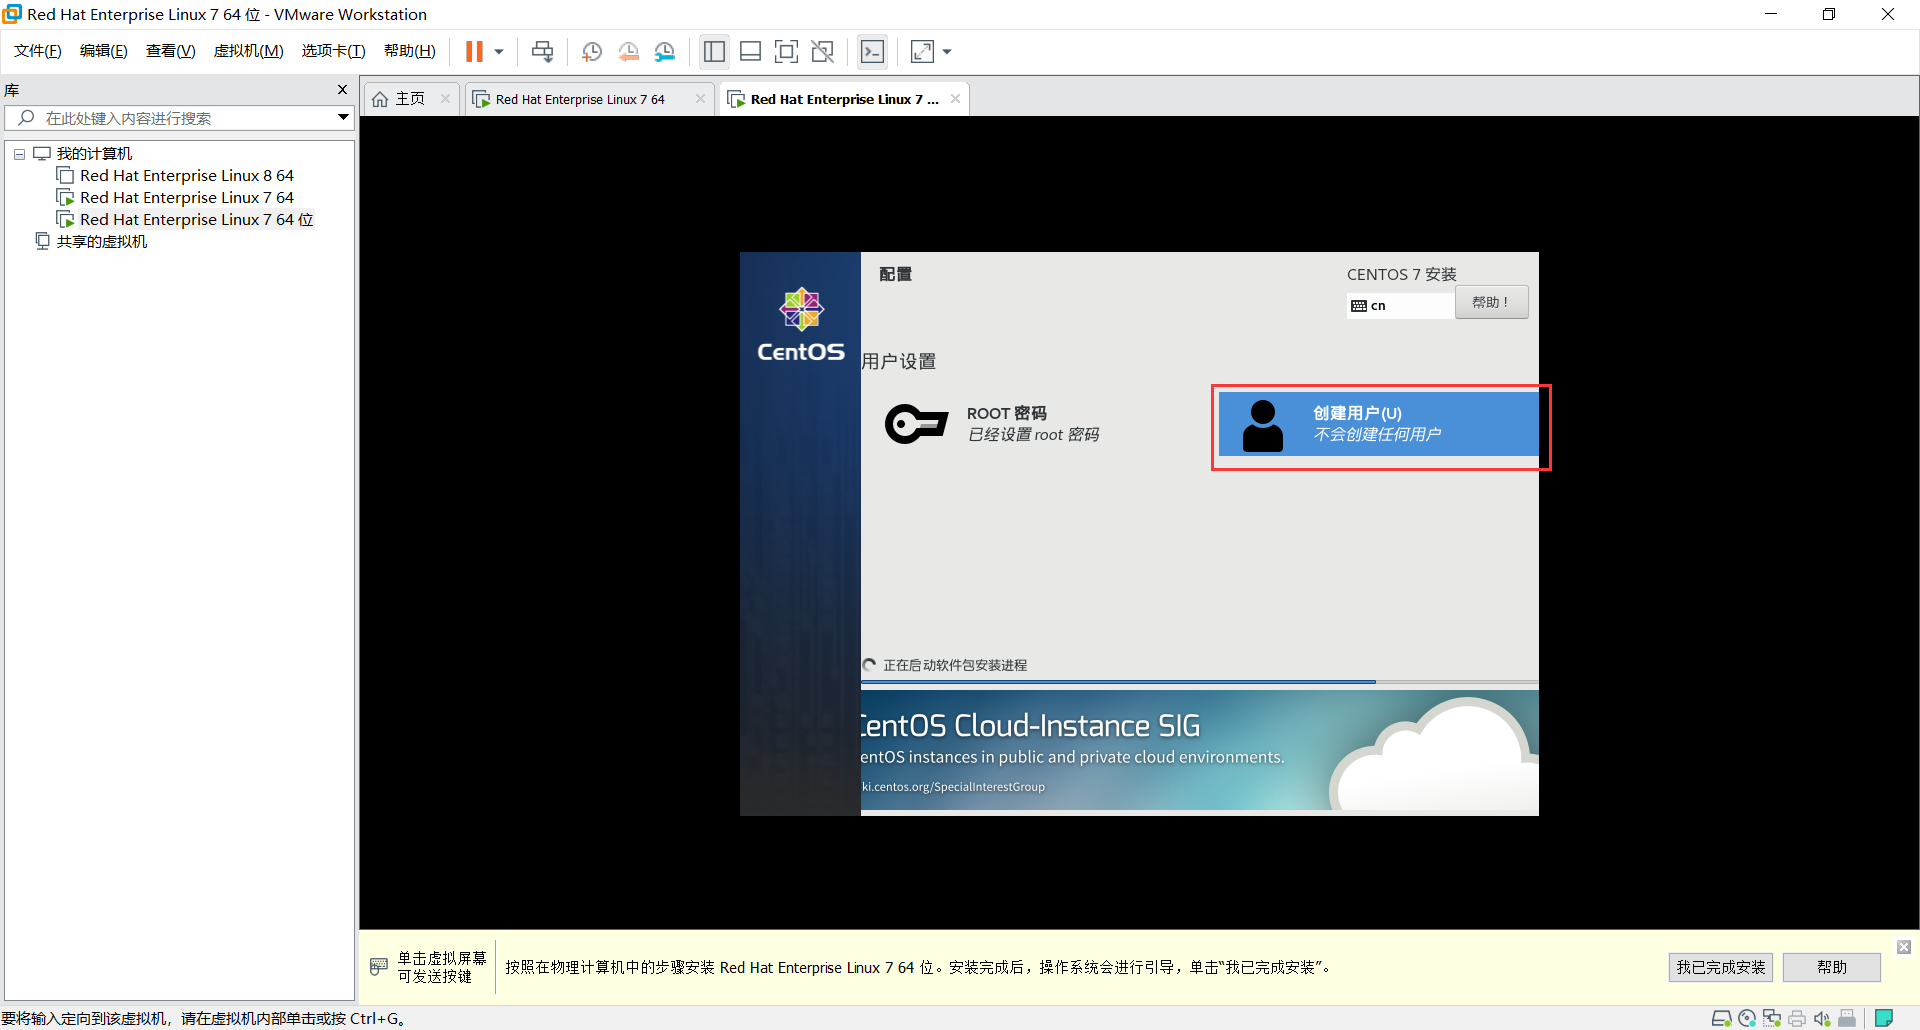 Red Hat Enterprise Linux 7 64 位 - VMware Workstation
文件(F) 编辑(E) 查看(V) 虚拟机(M) 选项卡(T) 帮助(H)
库
在此处键入内容进行搜索
我的计算机
Red Hat Enterprise Linux 8 64
Red Hat Enterprise Linux 7 64
Red Hat Enterprise Linux 7 64 位
共享的虚拟机
主页
Red Hat Enterprise Linux 7 64
Red Hat Enterprise Linux 7 ...
CentOS
配置
CENTOS 7 安装
cn
帮助！
用户设置
ROOT 密码
已经设置 root 密码
创建用户(U)
不会创建任何用户
正在启动软件包安装进程
CentOS Cloud-Instance SIG
entOS instances in public and private cloud environments.
ki.centos.org/SpecialInterestGroup
单击虚拟屏幕
可发送按键
按照在物理计算机中的步骤安装 Red Hat Enterprise Linux 7 64 位。安装完成后，操作系统会进行引导，单击“我已完成安装”。
我已完成安装
帮助
要将输入定向到该虚拟机，请在虚拟机内部单击或按 Ctrl+G。